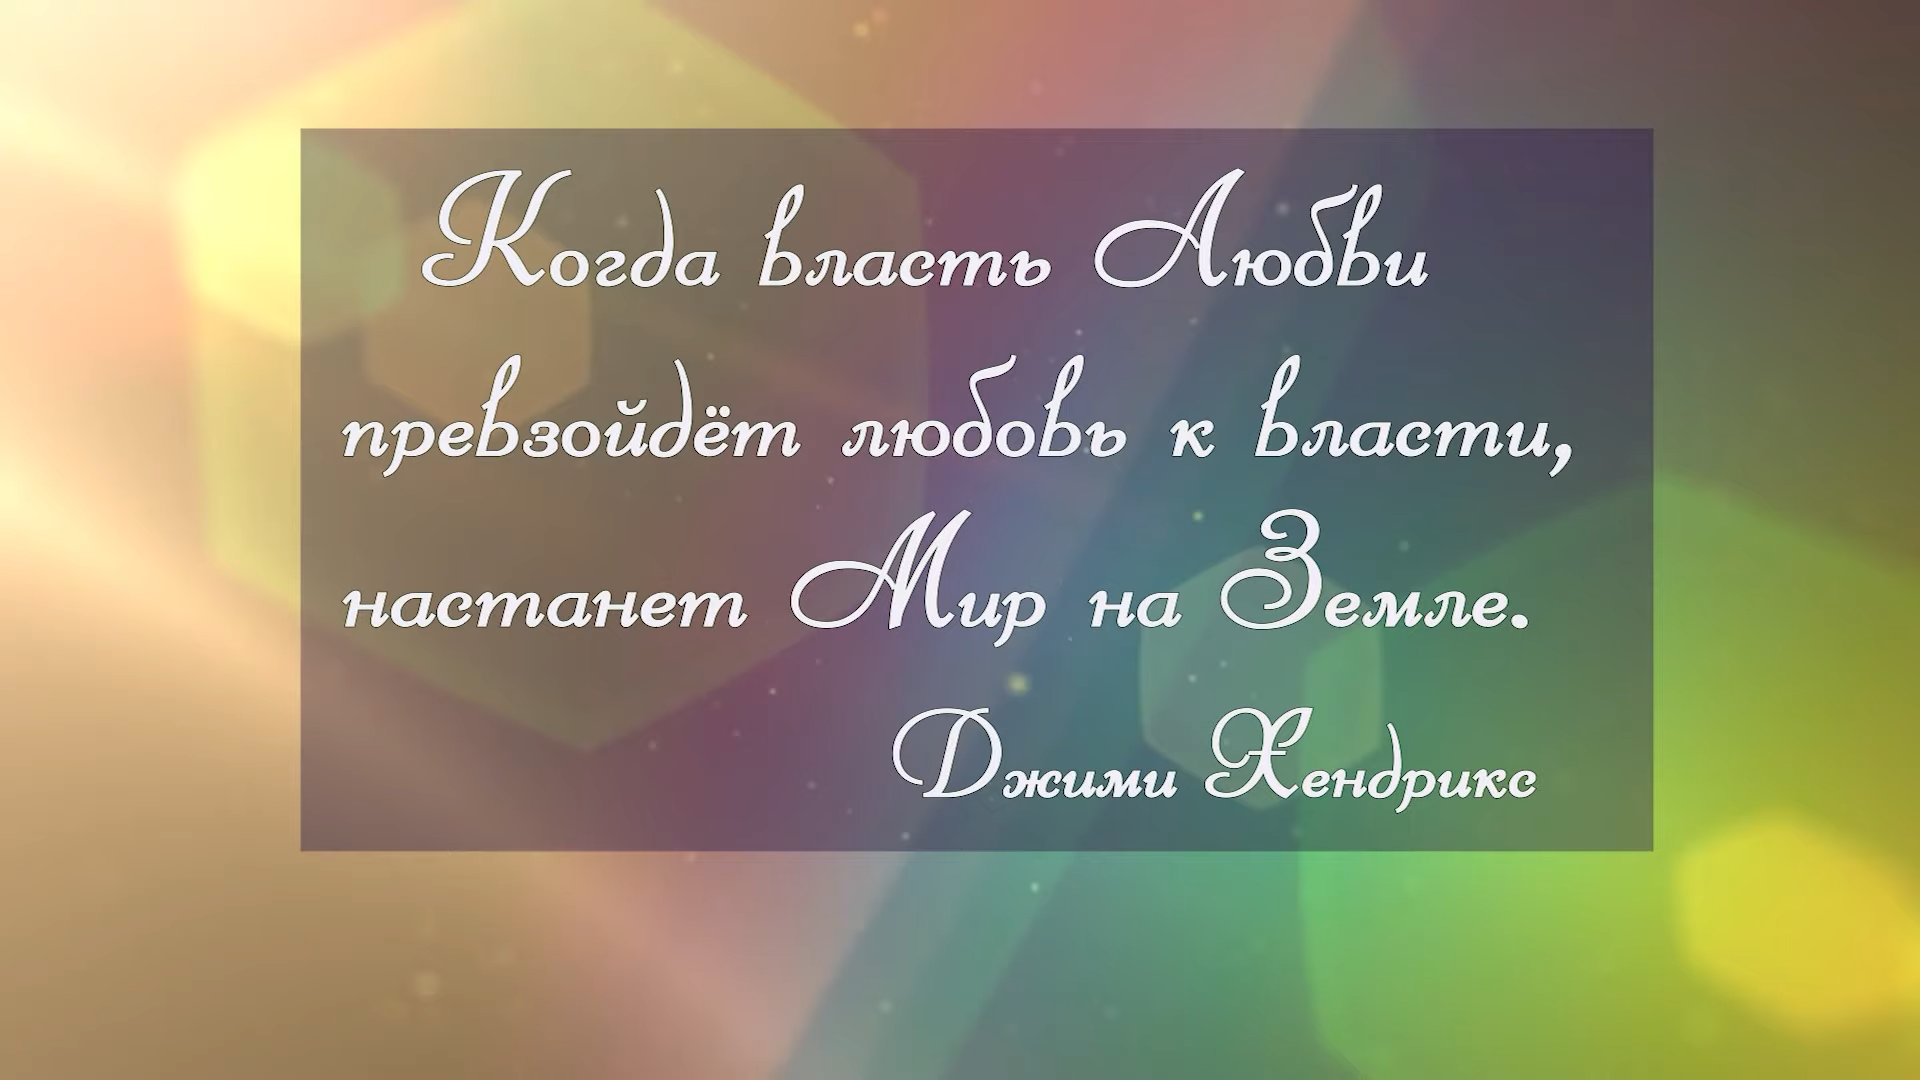 Когда власть Любви
превзойдёт любовь к власти,
настанет Мир на Земле.
Джими Хендрикс